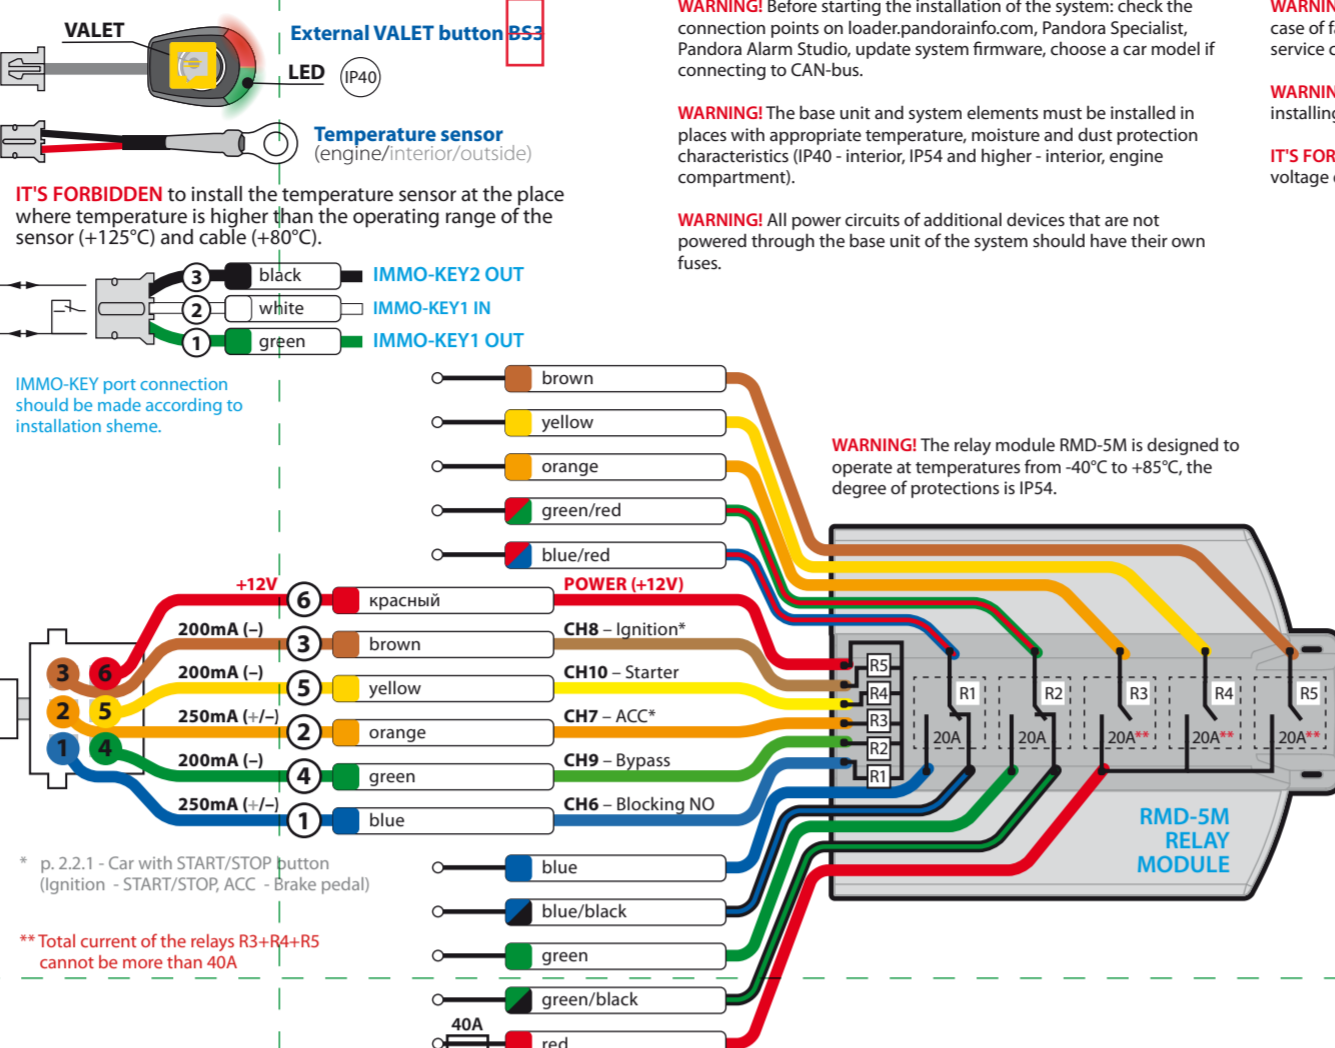 VALET
External VALET button BS3
LED
IP40
Temperature sensor
(engine/interior/outside)
IT'S FORBIDDEN to install the temperature sensor at the place
where temperature is higher than the operating range of the
sensor (+125°C) and cable (+80°C).
3 black IMMO-KEY2 OUT
2 white IMMO-KEY1 IN
1 green IMMO-KEY1 OUT
IMMO-KEY port connection
should be made according to
installation sheme.
WARNING! Before starting the installation of the system: check the
connection points on loader.pandorainfo.com, Pandora Specialist,
Pandora Alarm Studio, update system firmware, choose a car model if
connecting to CAN-bus.
WARNING! The base unit and system elements must be installed in
places with appropriate temperature, moisture and dust protection
characteristics (IP40 - interior, IP54 and higher - interior, engine
compartment).
WARNING! All power circuits of additional devices that are not
powered through the base unit of the system should have their own
fuses.
WARNIN
case of fa
service c
WARNIN
installing
IT'S FOR
voltage
WARNING! The relay module RMD-5M is designed to
operate at temperatures from -40°C to +85°C, the
degree of protections is IP54.
brown
yellow
orange
green/red
blue/red
+12V 6 красный POWER (+12V)
200mA (–) 3 brown CH8 – Ignition*
200mA (–) 5 yellow CH10 – Starter
250mA (+/–) 2 orange CH7 – ACC*
200mA (–) 4 green CH9 – Bypass
250mA (+/–) 1 blue CH6 – Blocking NO
3 6
2 5
1 4
R5
R4
R3
R2
R1
R1 R2 R3 R4 R5
20A 20A 20A** 20A** 20A**
RMD-5M
RELAY
MODULE
blue
blue/black
green
green/black
40A
red
* p. 2.2.1 - Car with START/STOP button
(Ignition - START/STOP, ACC - Brake pedal)
** Total current of the relays R3+R4+R5
cannot be more than 40A